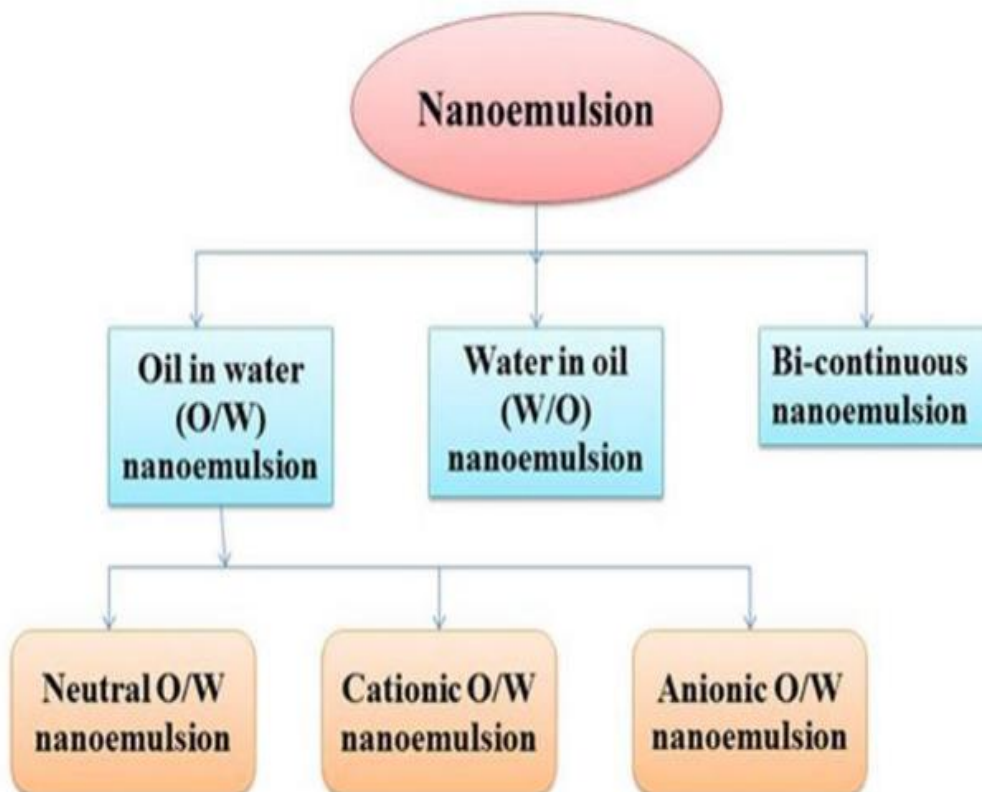 Nanoemulsion
Oil in water
(O/W)
nanoemulsion
Water in oil
(W/O)
nanoemulsion
Bi-continuous
nanoemulsion
Neutral O/W
nanoemulsion
Cationic O/W
nanoemulsion
Anionic O/W
nanoemulsion